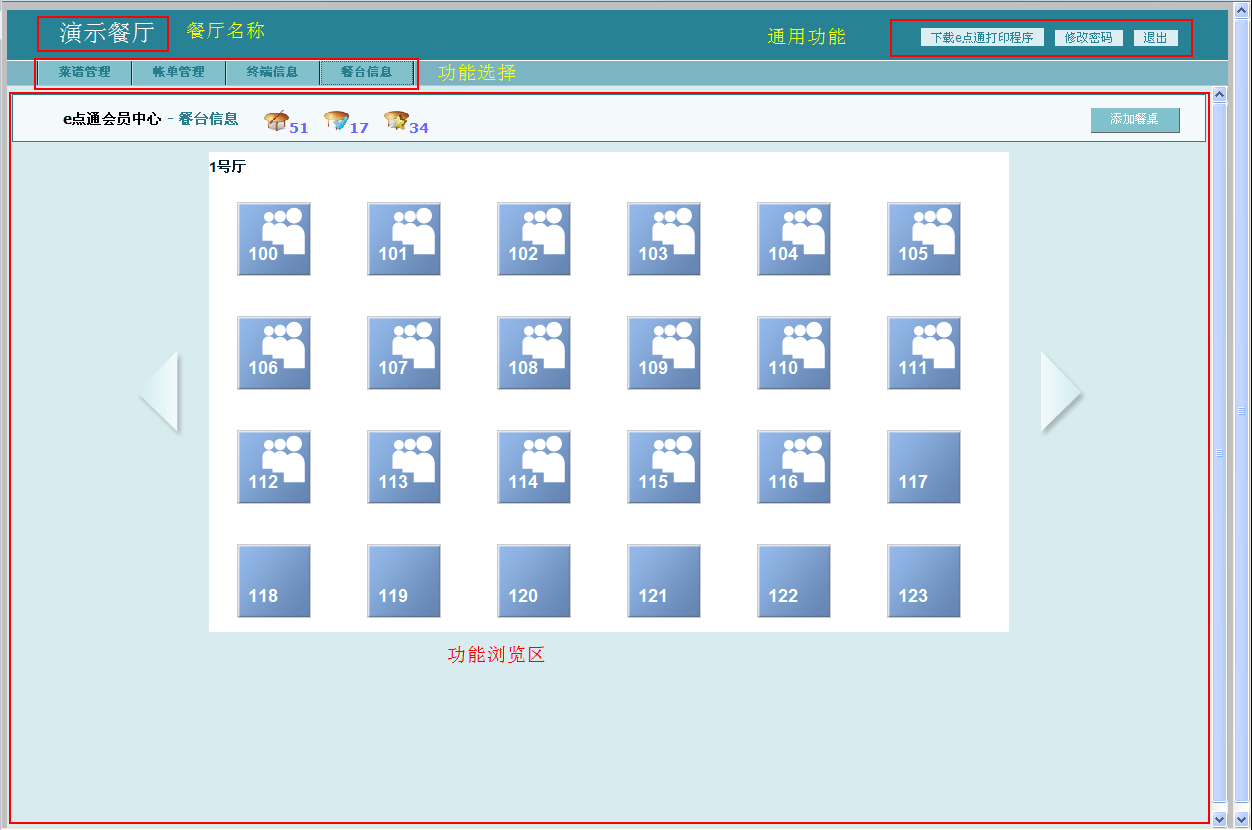 演示餐厅 餐厅名称 通用功能 下载e点通打印程序 修改密码 退出
菜谱管理 帐单管理 终端信息 餐台信息 功能选择
e点通会员中心 - 餐台信息 51 17 34 添加餐桌
1号厅
100 101 102 103 104 105
106 107 108 109 110 111
112 113 114 115 116 117
118 119 120 121 122 123
功能浏览区